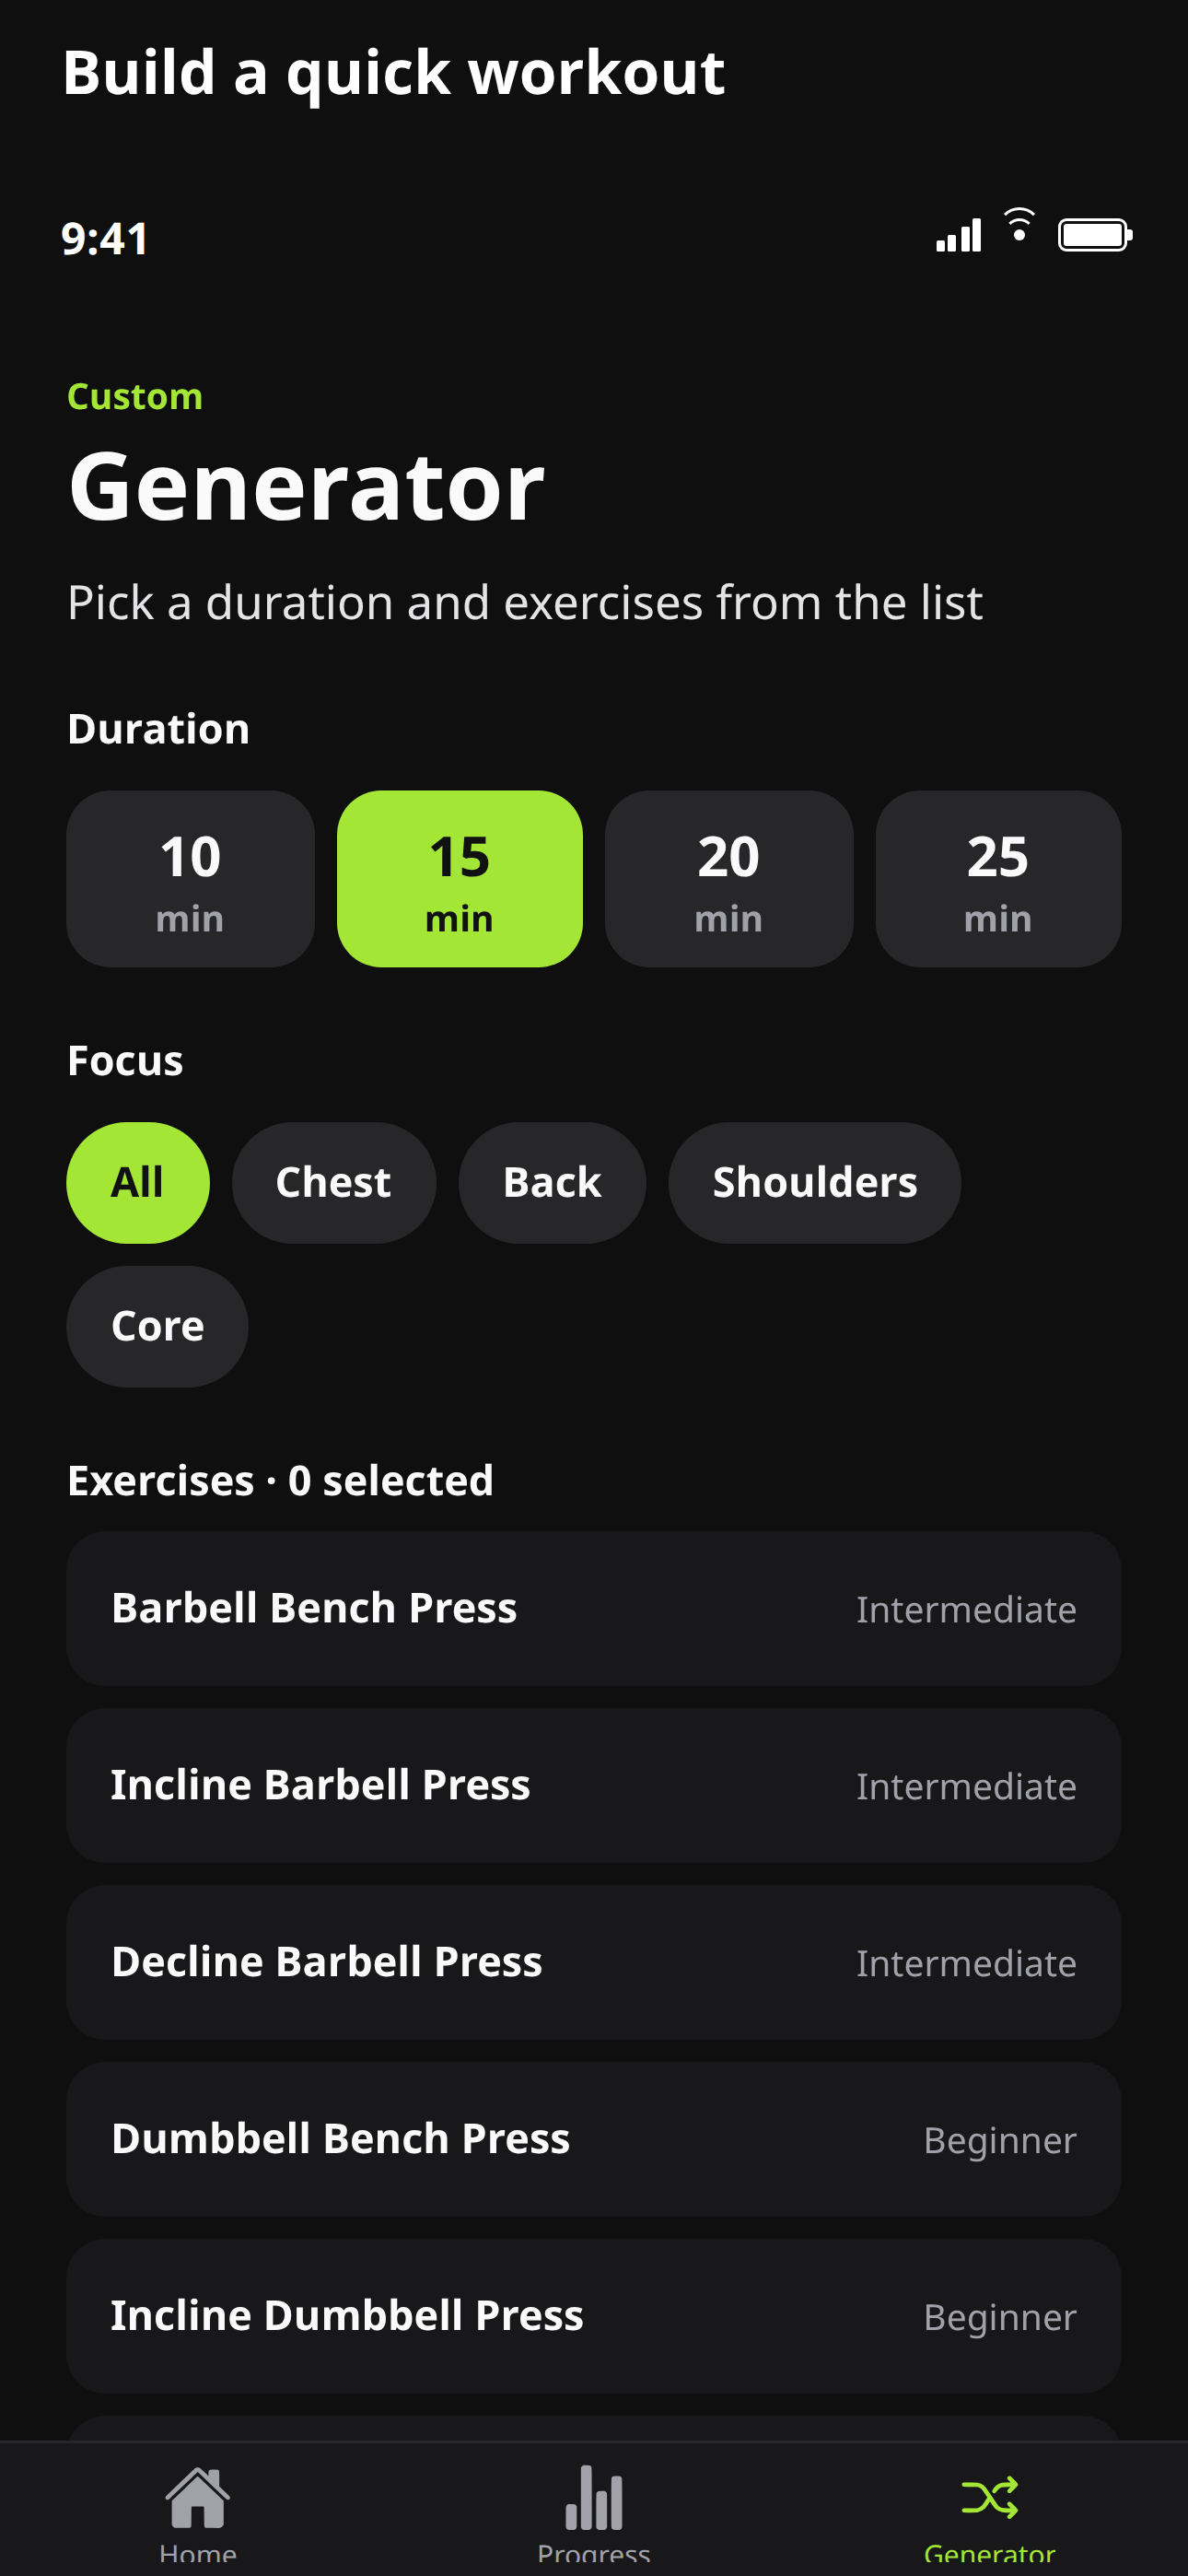 Build a quick workout
9:41
Custom
Generator
Pick a duration and exercises from the list
Duration
10 15 20 25
min min min min
Focus
All Chest Back Shoulders
Core
Exercises · 0 selected
Barbell Bench Press Intermediate
Incline Barbell Press Intermediate
Decline Barbell Press Intermediate
Dumbbell Bench Press Beginner
Incline Dumbbell Press Beginner
Home Progress Generator